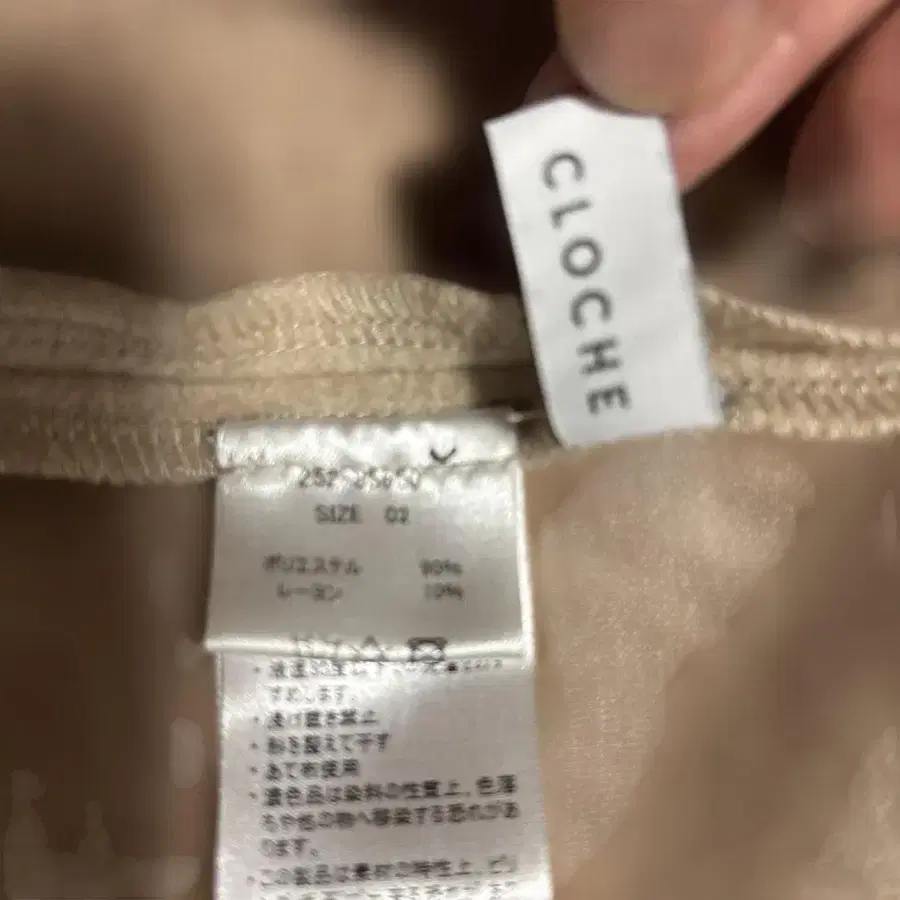 CLOCHE
SIZE 02
ポリエステル 90%
レーヨン 10%
すめします。
・漬け置き禁止
・形を整えて干す
・あて布使用
・濃色品は染料の性質上、色落
ちや他の物へ移染する恐れがあ
ります。
・この製品は素材の特性上、ピリ